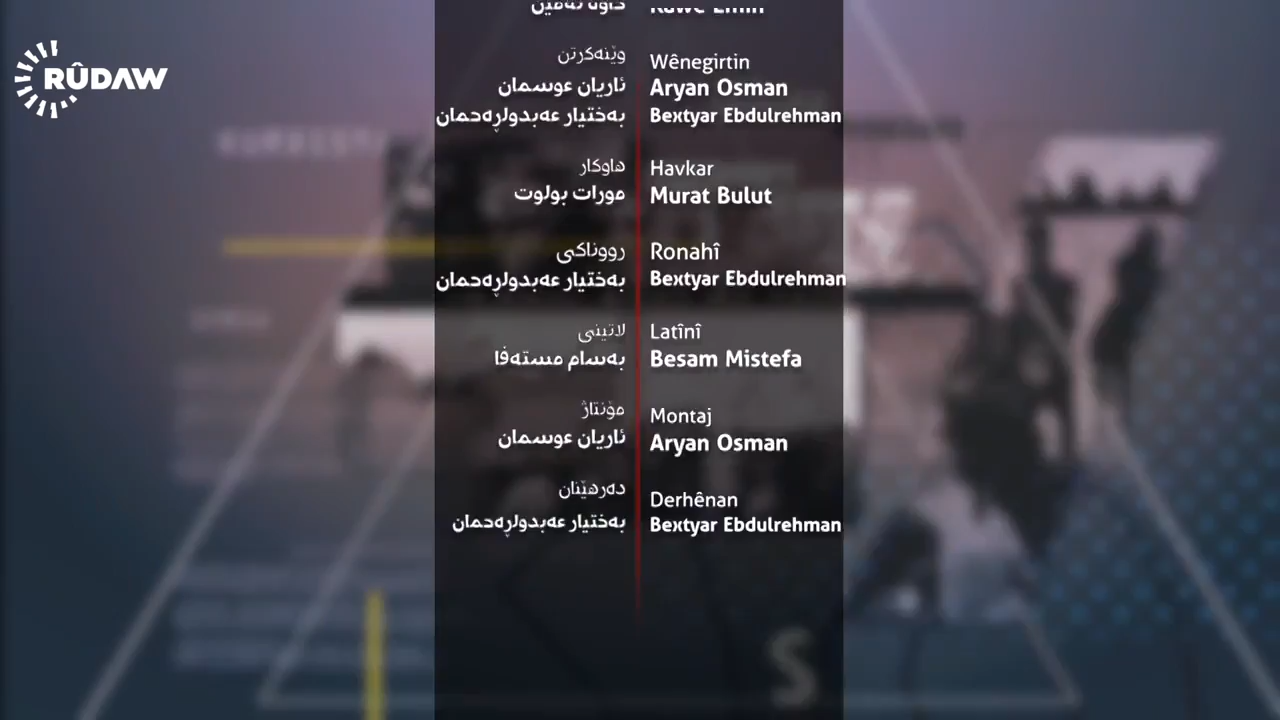 RÛDAW
وێنەگرتن
ئاریان عوسمان
بەختیار عەبدولڕەحمان
هاوکار
مورات بولوت
رووناکی
بەختیار عەبدولڕەحمان
لاتینی
بەسام مستەفا
مۆنتاژ
ئاریان عوسمان
دەرهێنان
بەختیار عەبدولڕەحمان
Wênegirtin
Aryan Osman
Bextyar Ebdulrehman
Havkar
Murat Bulut
Ronahî
Bextyar Ebdulrehman
Latînî
Besam Mistefa
Montaj
Aryan Osman
Derhênan
Bextyar Ebdulrehman